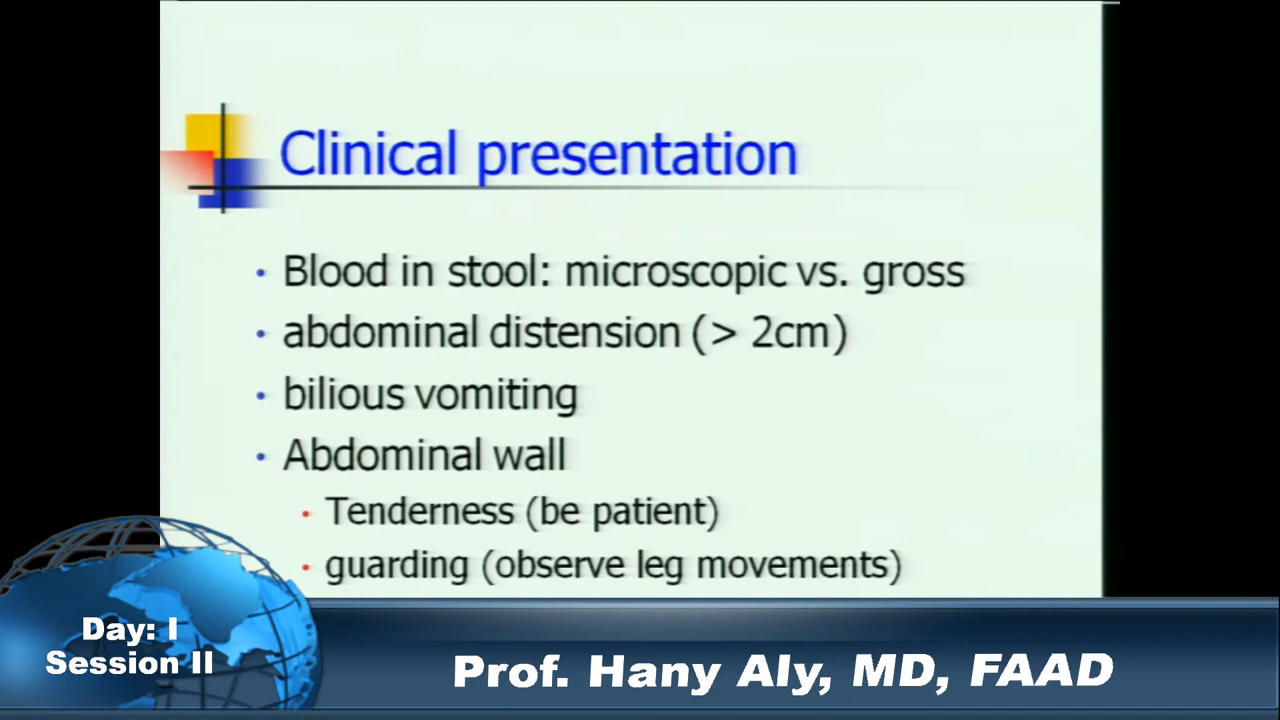 Clinical presentation
• Blood in stool: microscopic vs. gross
• abdominal distension (> 2cm)
• bilious vomiting
• Abdominal wall
• Tenderness (be patient)
• guarding (observe leg movements)
Day: I
Session II
Prof. Hany Aly, MD, FAAD